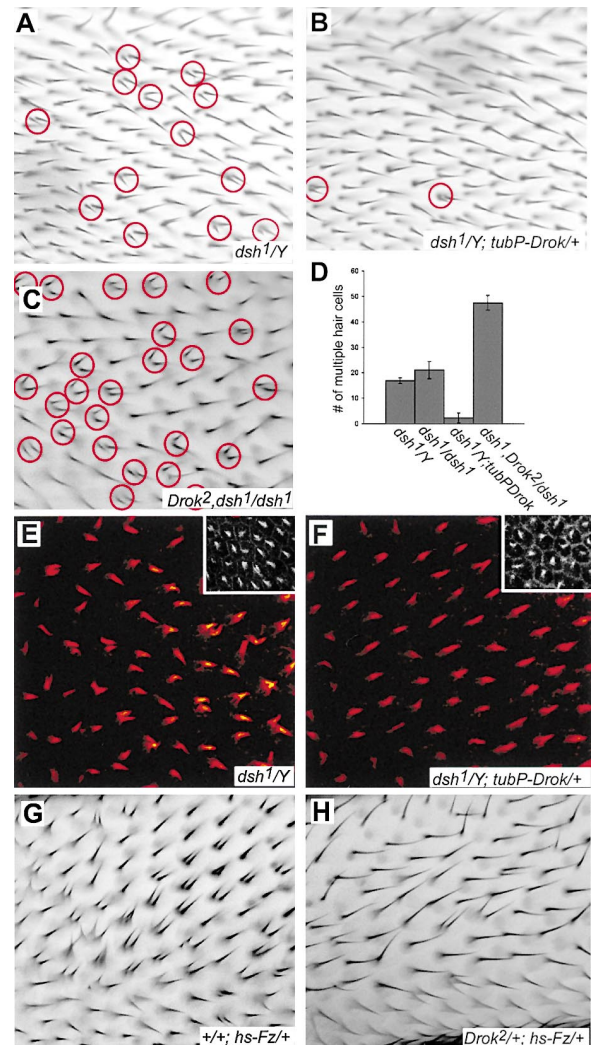 A
dsh1/Y
B
dsh1/Y; tubP-Drok/+
C
Drok2,dsh1/dsh1
D
# of multiple hair cells
60
50
40
30
20
10
0
dsh1/Y
dsh1/dsh1
dsh1/Y;tubPDrok
dsh1,Drok2/dsh1
E
dsh1/Y
F
dsh1/Y; tubP-Drok/+
G
+/+; hs-Fz/+
H
Drok2/+; hs-Fz/+